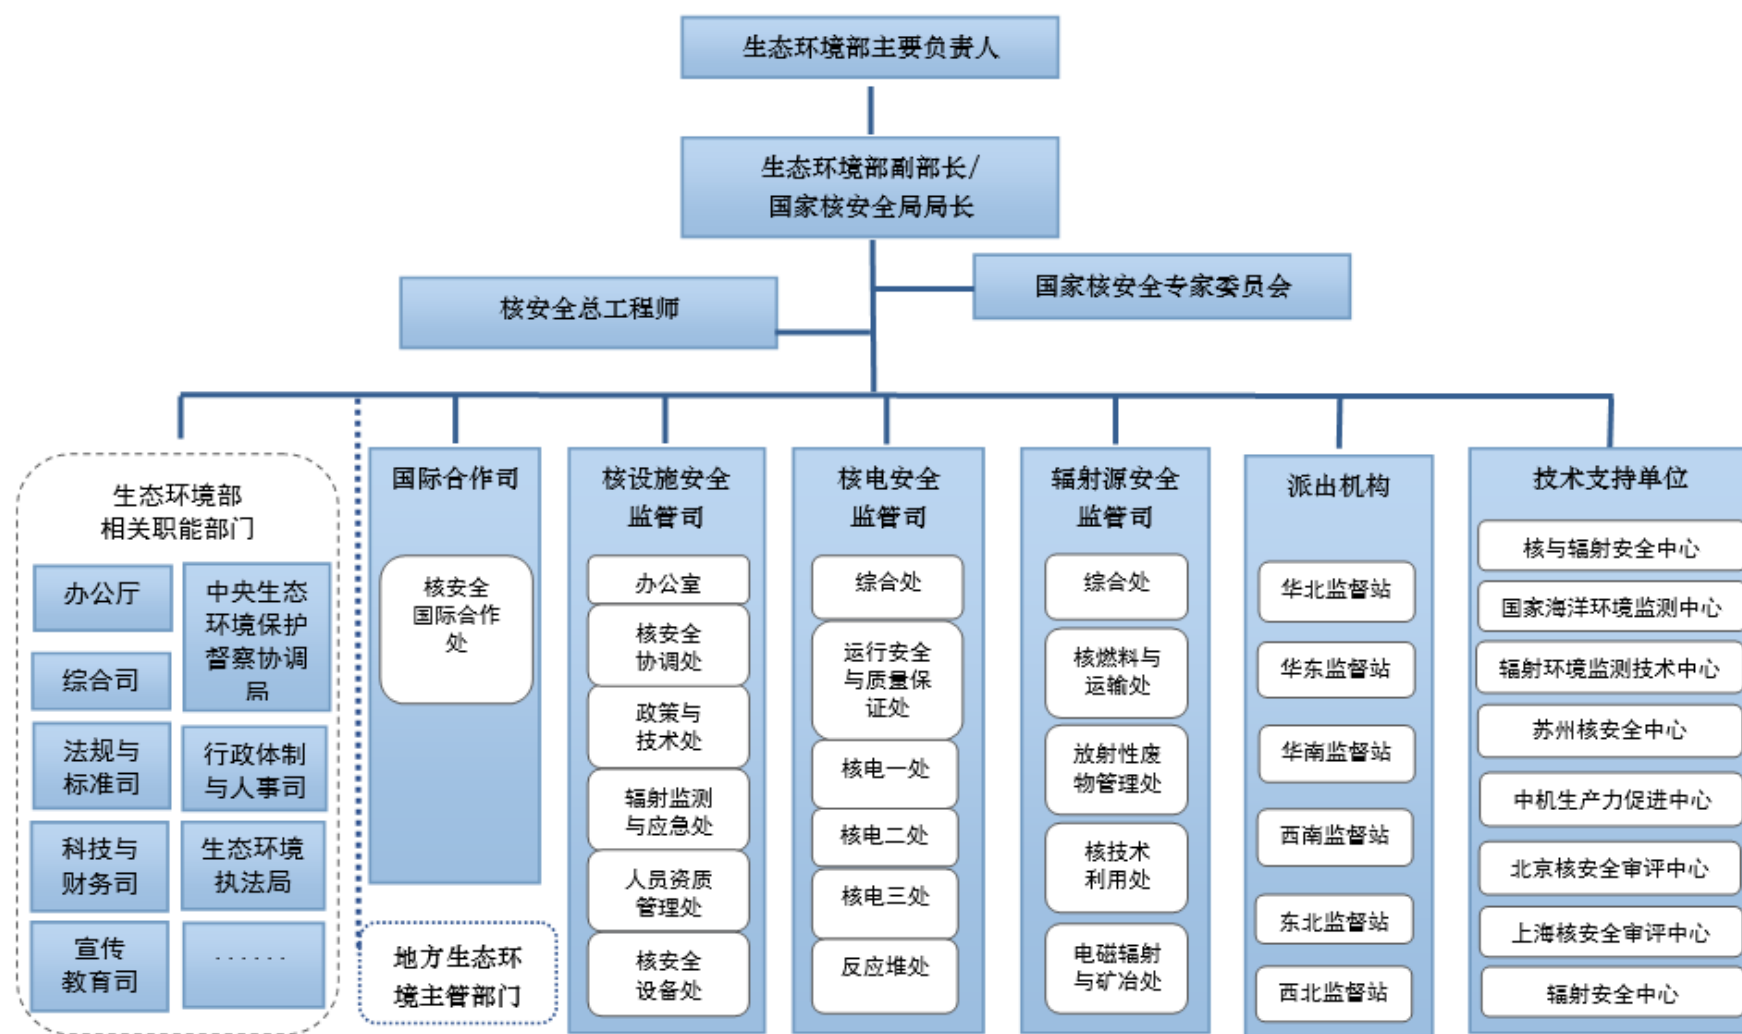 生态环境部主要负责人
生态环境部副部长/
国家核安全局局长
核安全总工程师
国家核安全专家委员会
生态环境部
相关职能部门
办公厅
综合司
法规与
标准司
科技与
财务司
宣传
教育司
中央生态
环境保护
督察协调
局
行政体制
与人事司
生态环境
执法局
......
地方生态环
境主管部门
国际合作司
核安全
国际合作
处
核设施安全
监管司
办公室
核安全
协调处
政策与
技术处
辐射监测
与应急处
人员资质
管理处
核安全
设备处
核电安全
监管司
综合处
运行安全
与质量保
证处
核电一处
核电二处
核电三处
反应堆处
辐射源安全
监管司
综合处
核燃料与
运输处
放射性废
物管理处
核技术
利用处
电磁辐射
与矿冶处
派出机构
华北监督站
华东监督站
华南监督站
西南监督站
东北监督站
西北监督站
技术支持单位
核与辐射安全中心
国家海洋环境监测中心
辐射环境监测技术中心
苏州核安全中心
中机生产力促进中心
北京核安全审评中心
上海核安全审评中心
辐射安全中心